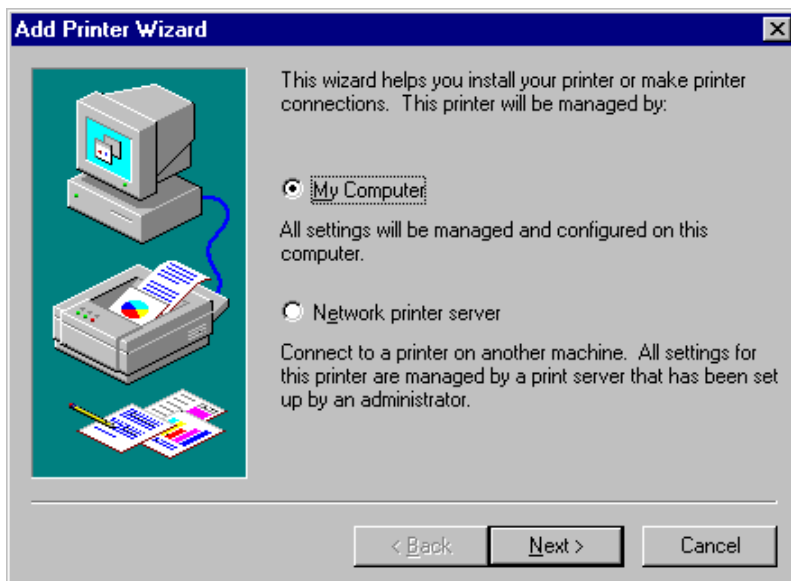 Add Printer Wizard
This wizard helps you install your printer or make printer
connections.  This printer will be managed by:
My Computer
All settings will be managed and configured on this
computer.
Network printer server
Connect to a printer on another machine.  All settings for
this printer are managed by a print server that has been set
up by an administrator.
< Back
Next >
Cancel